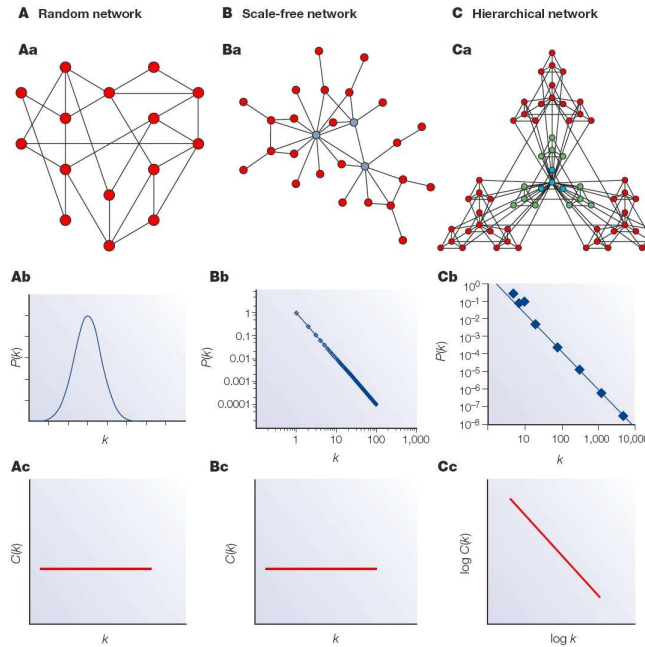 A Random network
B Scale-free network
C Hierarchical network
Aa
Ba
Ca
Ab
P(k)
k
Bb
1
0.1
0.01
0.001
0.0001
P(k)
1
10
100
1,000
k
Cb
10⁰
10⁻¹
10⁻²
10⁻³
10⁻⁴
10⁻⁵
10⁻⁶
10⁻⁷
10⁻⁸
P(k)
10
100
1,000
10,000
k
Ac
C(k)
k
Bc
C(k)
k
Cc
log C(k)
log k